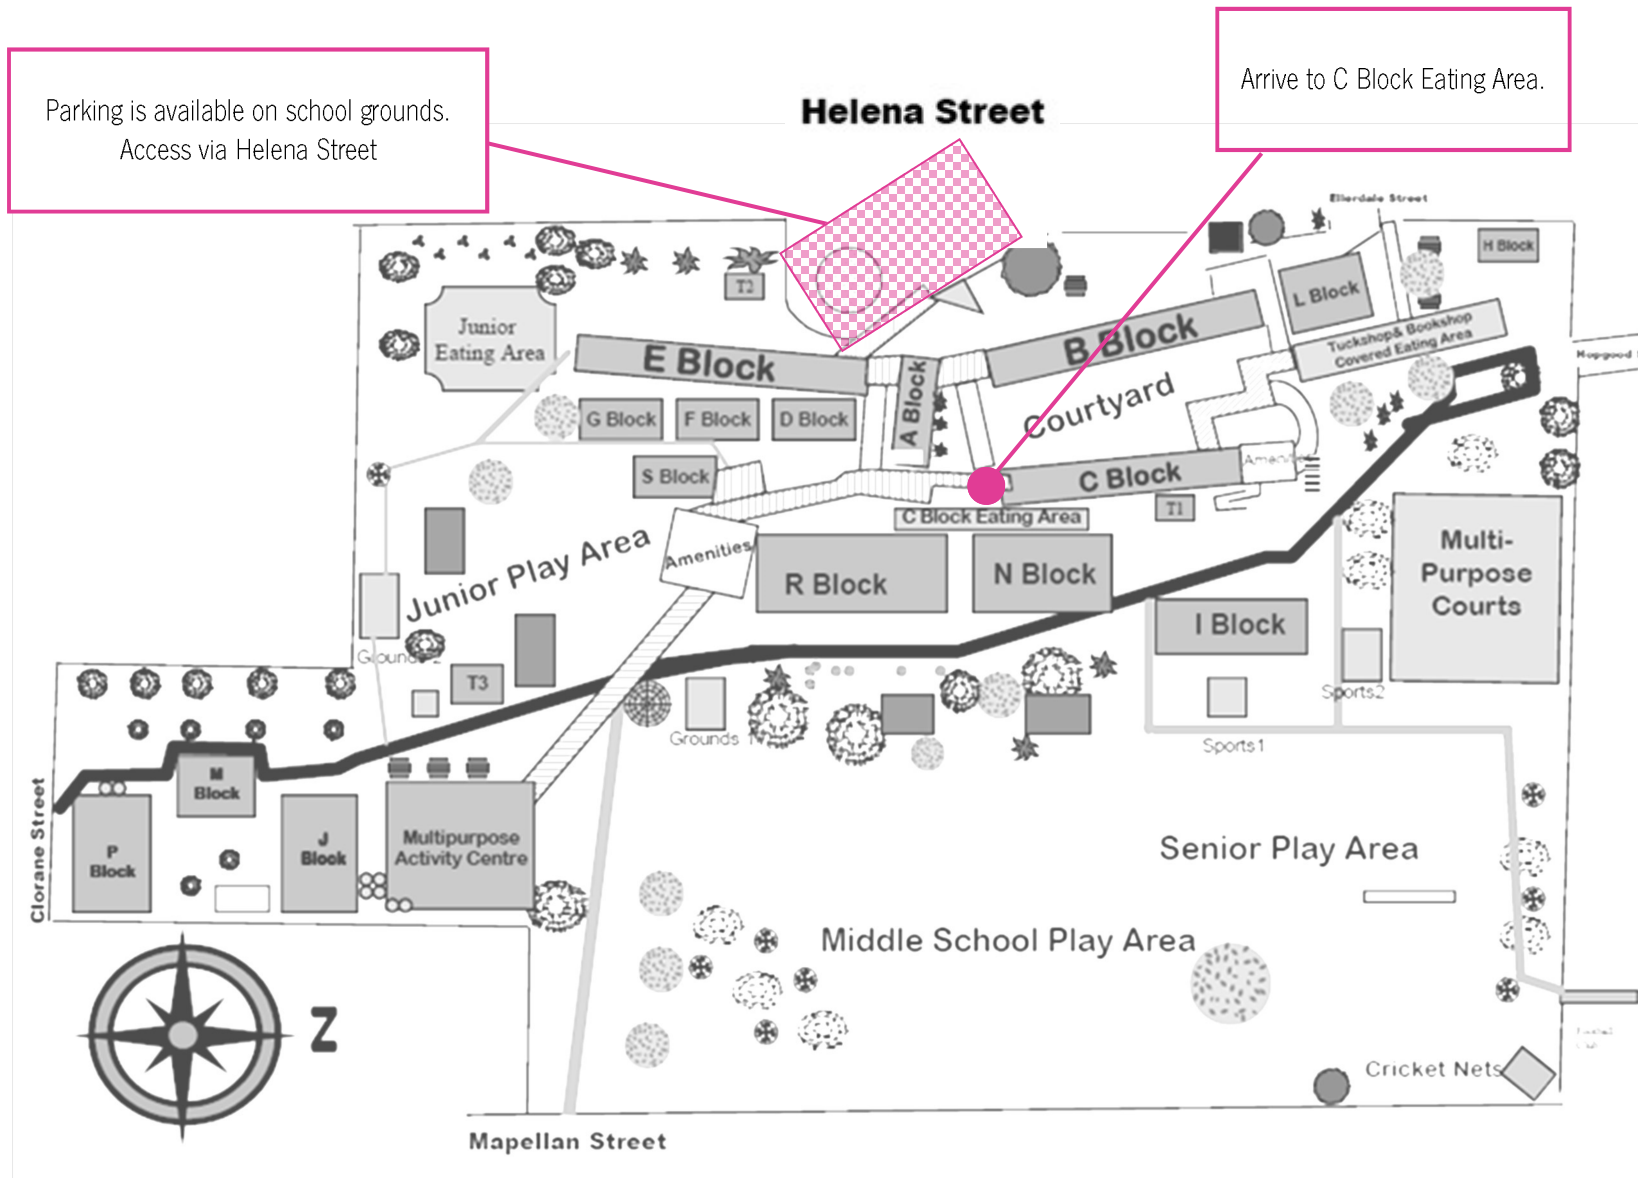 Parking is available on school grounds.
Access via Helena Street
Arrive to C Block Eating Area.
Helena Street
Ellerdale Street
H Block
T2
L Block
Junior
Eating Area
Tuckshop& Bookshop
Covered Eating Area
B Block
E Block
A Block
Courtyard
G Block
F Block
D Block
S Block
C Block
Amenities
T1
C Block Eating Area
Junior Play Area
Amenities
R Block
N Block
Multi-
Purpose
Courts
I Block
Grounds 2
T3
Sports2
Grounds 1
Sports1
M
Block
P
Block
J
Block
Multipurpose
Activity Centre
Clorane Street
Senior Play Area
Middle School Play Area
Z
Cricket Nets
Mapellan Street